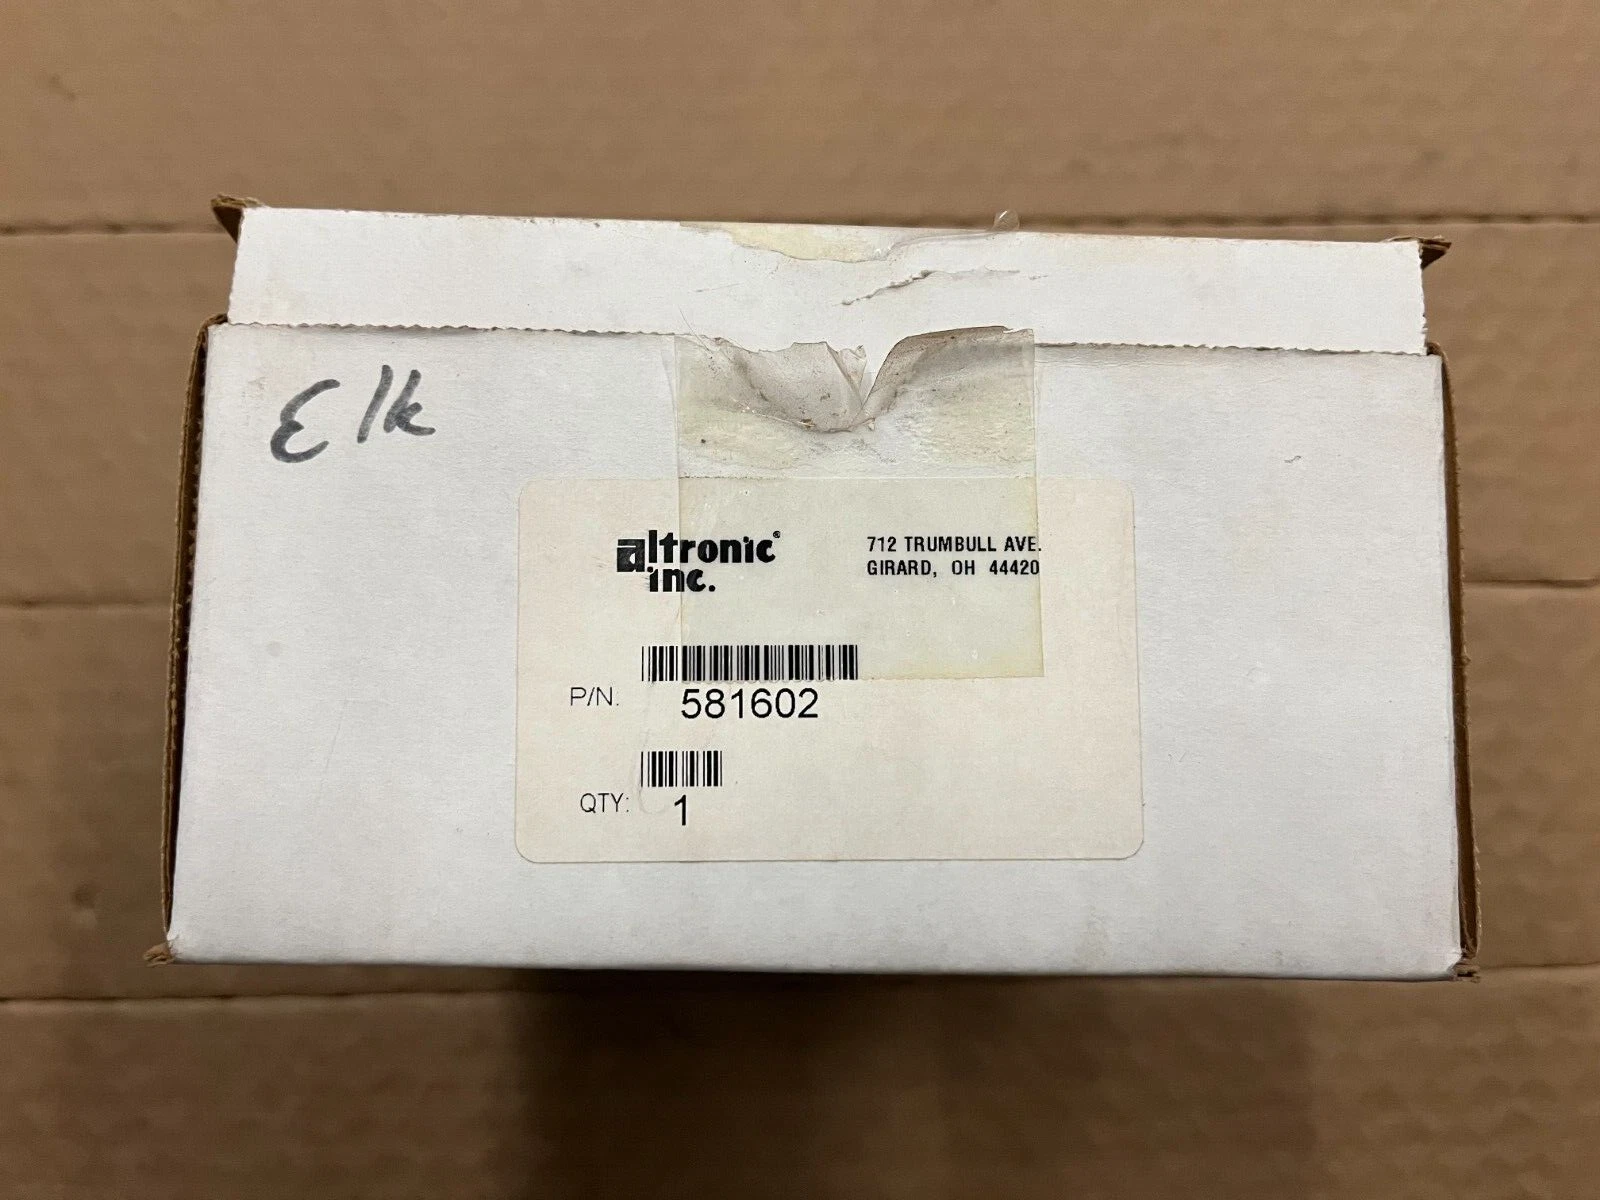 Elk
altronic®
inc.
712 TRUMBULL AVE.
GIRARD, OH 44420
P/N. 581602
QTY: 1